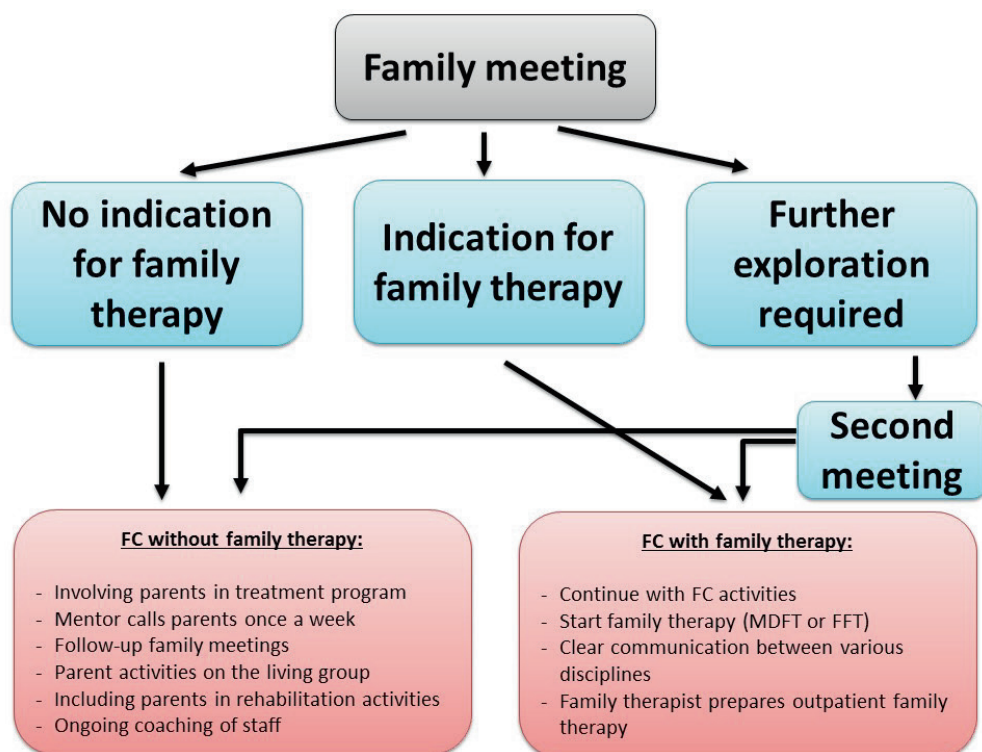 Family meeting
No indication
for family
therapy
Indication for
family therapy
Further
exploration
required
Second
meeting
FC without family therapy:
- Involving parents in treatment program
- Mentor calls parents once a week
- Follow-up family meetings
- Parent activities on the living group
- Including parents in rehabilitation activities
- Ongoing coaching of staff
FC with family therapy:
- Continue with FC activities
- Start family therapy (MDFT or FFT)
- Clear communication between various
disciplines
- Family therapist prepares outpatient family
therapy